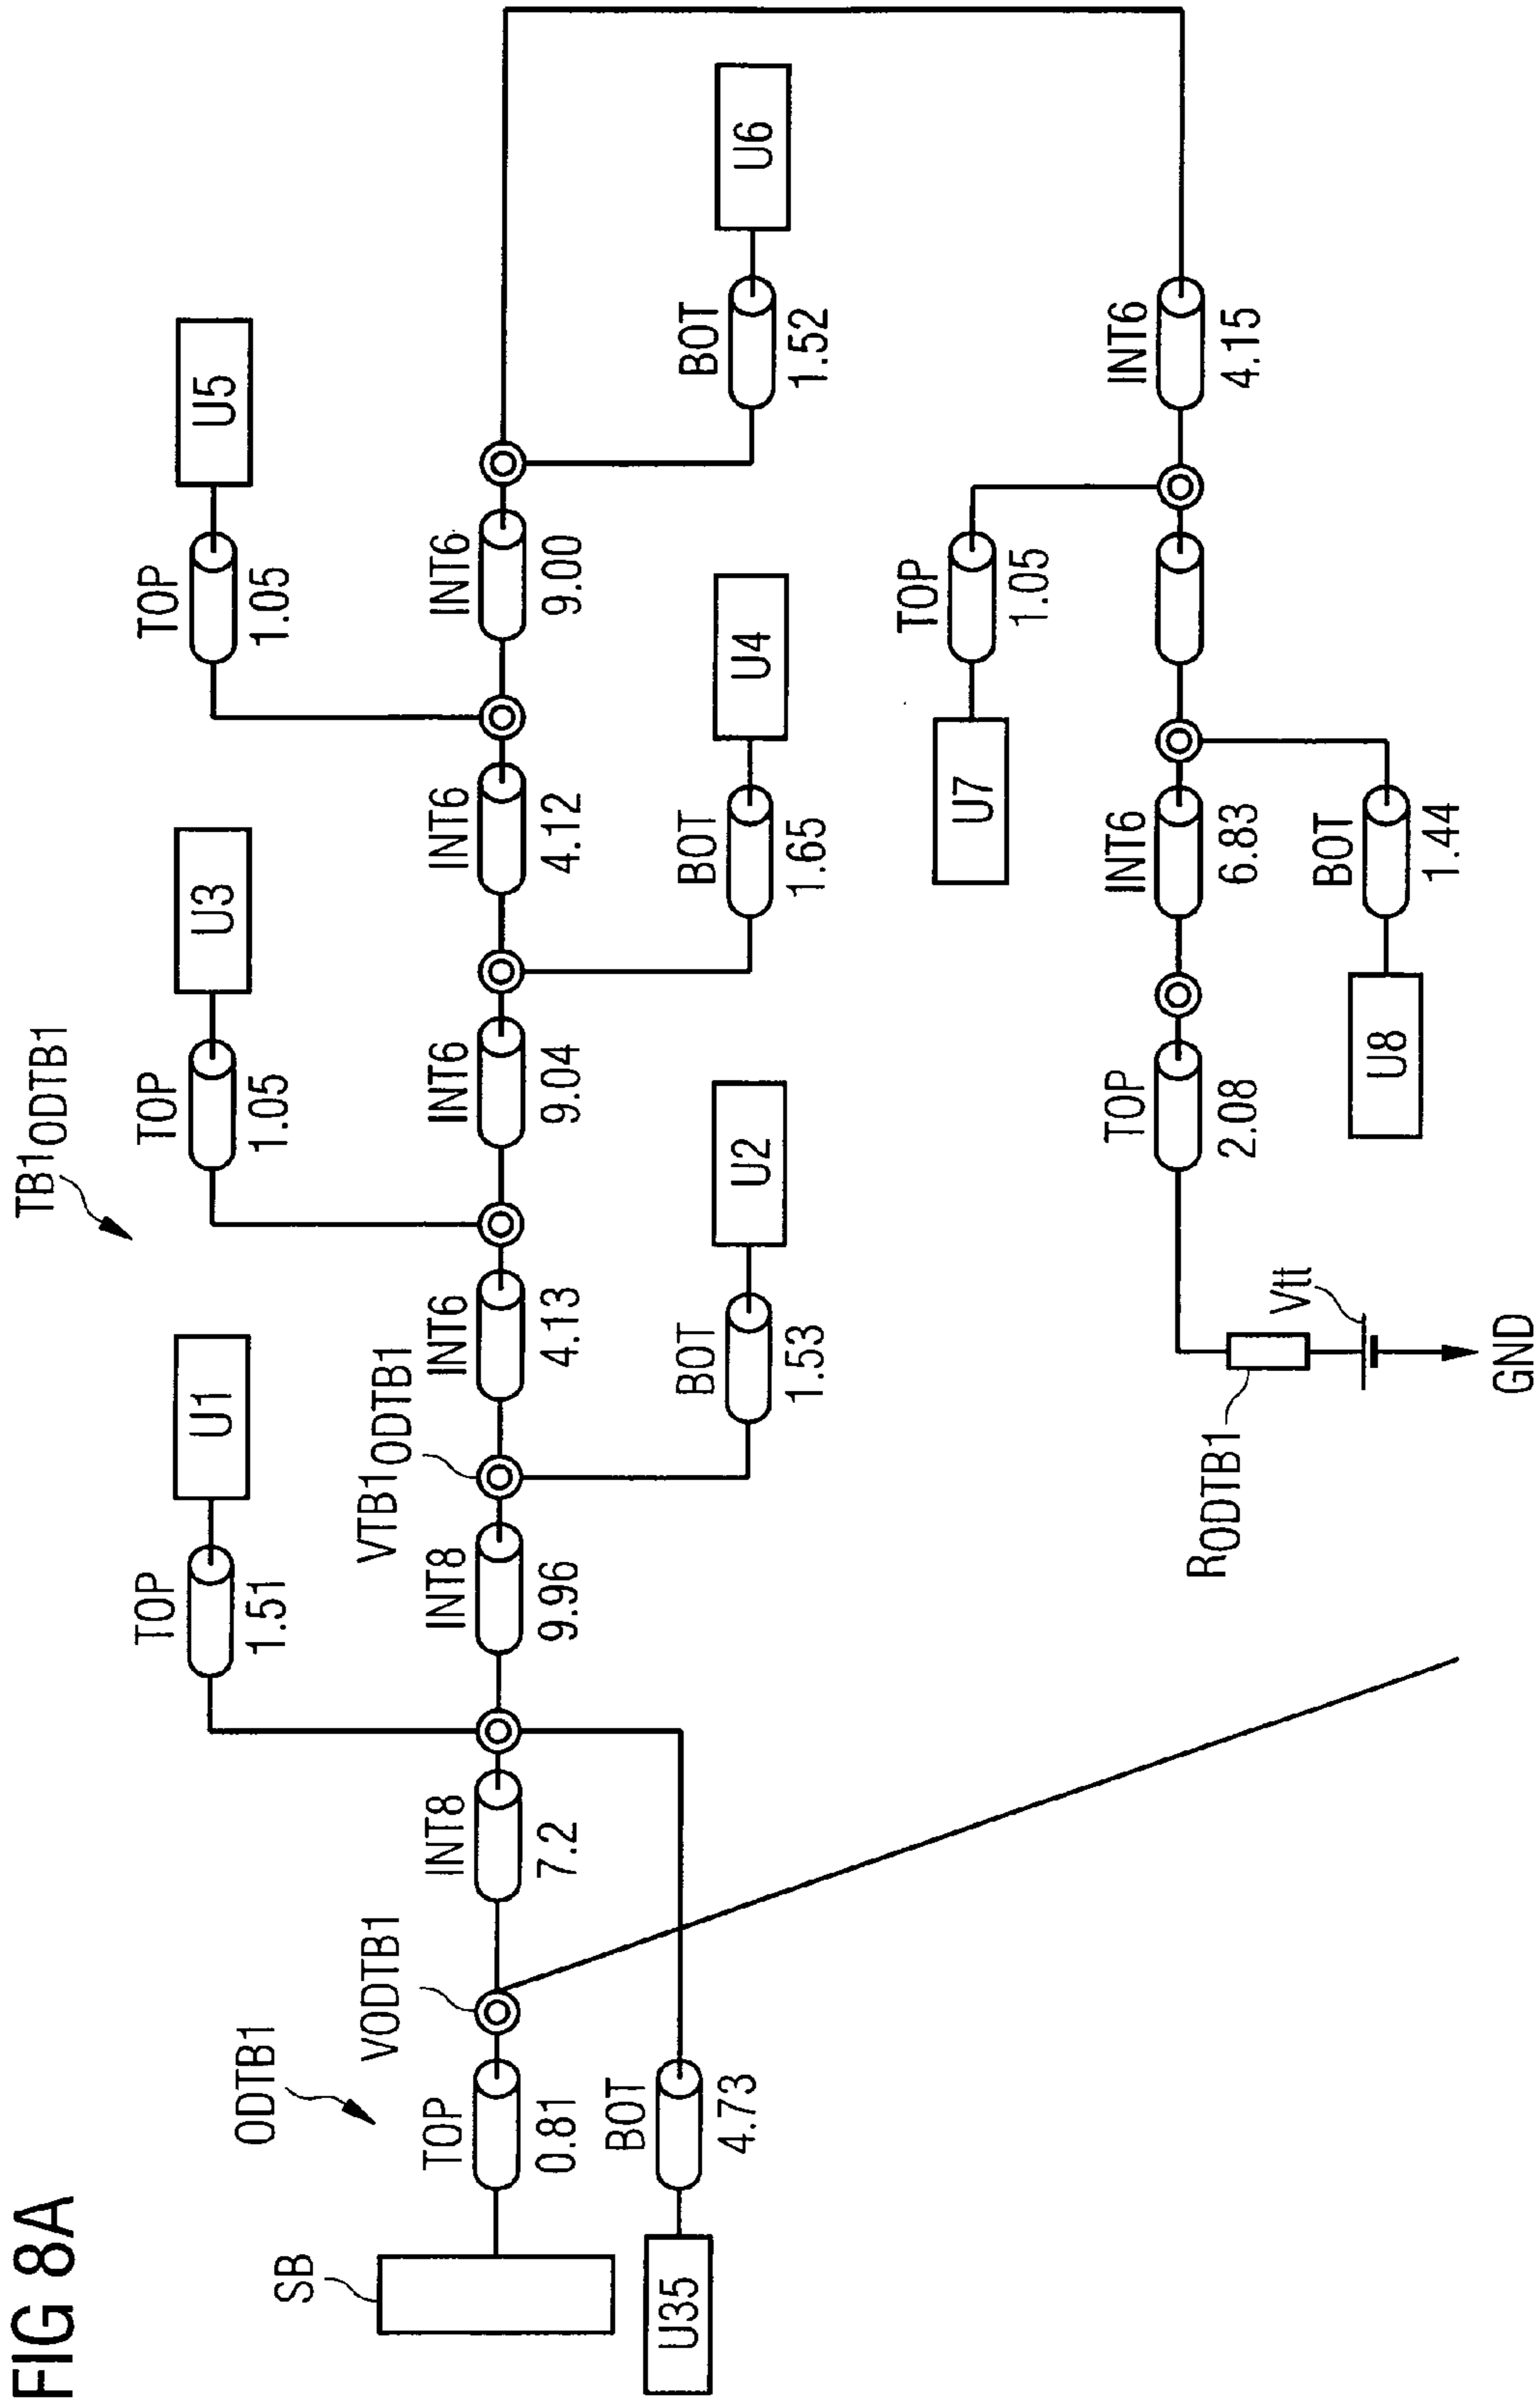 FIG 8A
TB1ODTB1
U1
U3
U5
TOP
1.51
TOP
1.05
TOP
1.05
ODTB1
VODTB1
VTB1ODTB1
SB
TOP
0.81
INT8
7.2
INT8
9.96
INT6
4.13
INT6
9.04
INT6
4.12
INT6
9.00
U35
BOT
4.73
BOT
1.53
U2
BOT
1.65
U4
BOT
1.52
U6
U7
TOP
1.05
TOP
2.08
INT6
6.83
INT6
4.15
RODTB1
Vtt
GND
U8
BOT
1.44